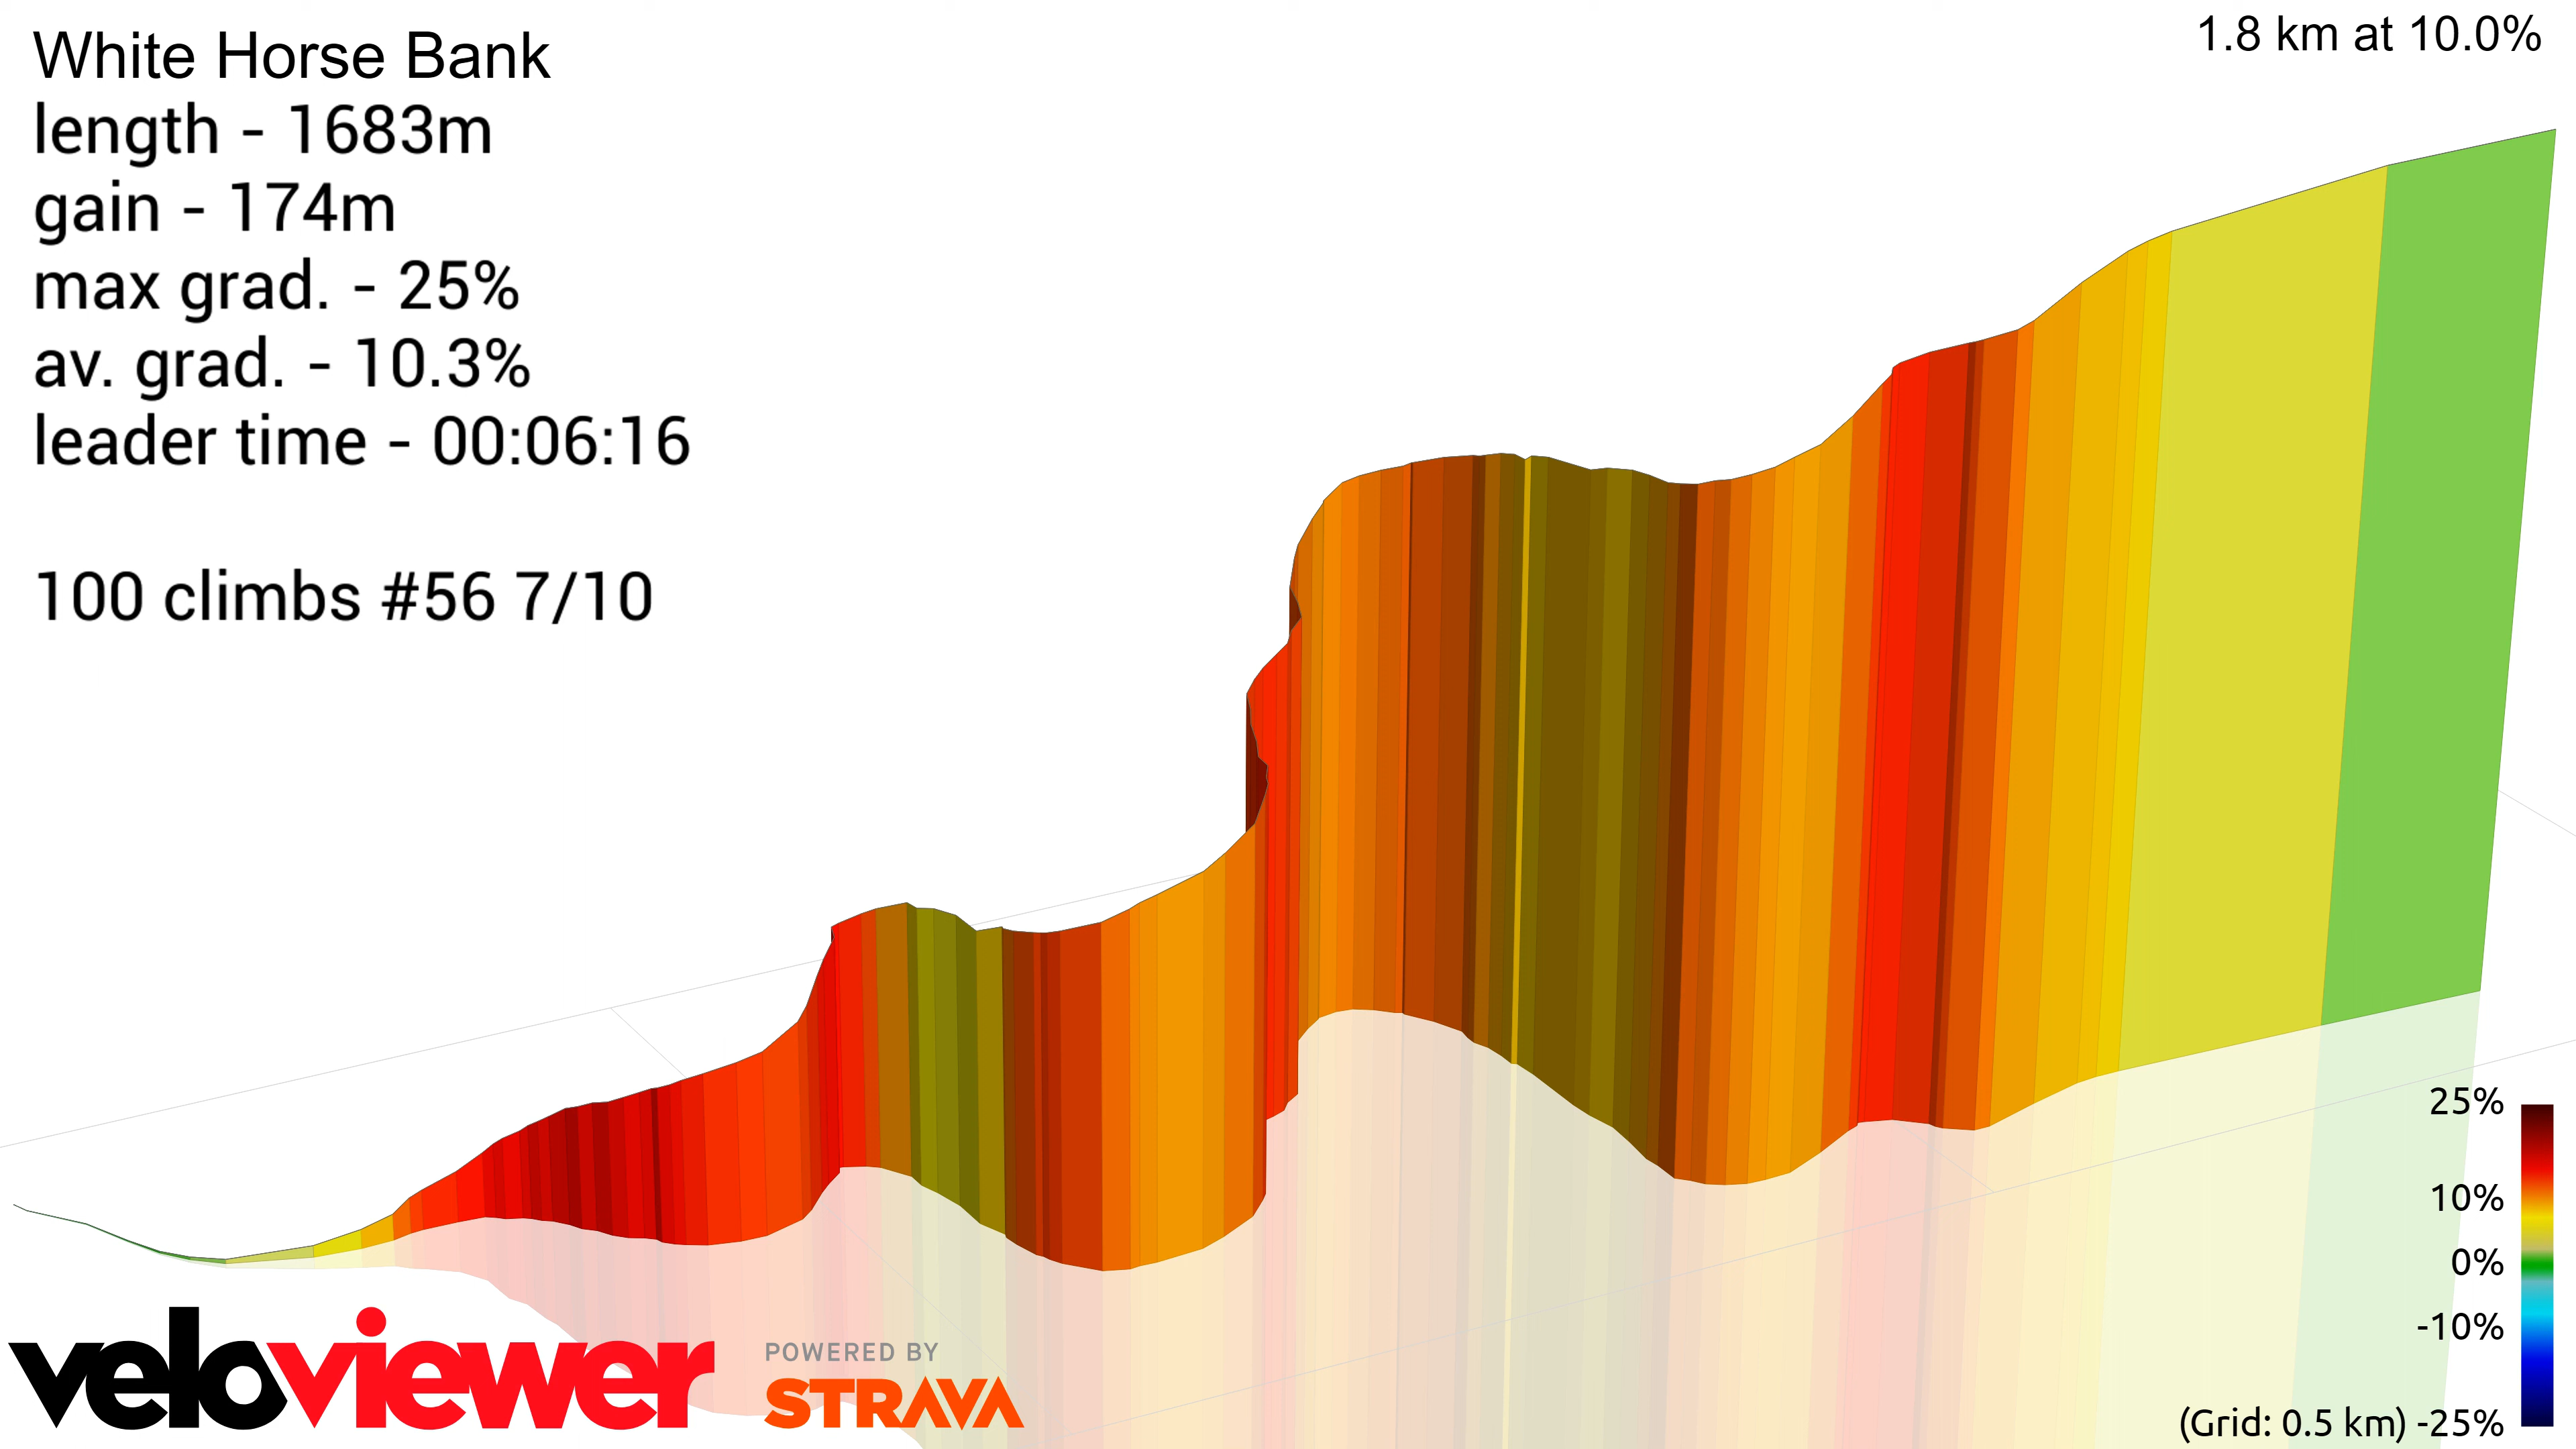 White Horse Bank
length - 1683m
gain - 174m
max grad. - 25%
av. grad. - 10.3%
leader time - 00:06:16
100 climbs #56 7/10
1.8 km at 10.0%
25%
10%
0%
-10%
(Grid: 0.5 km) -25%
veloviewer
POWERED BY
STRAVA